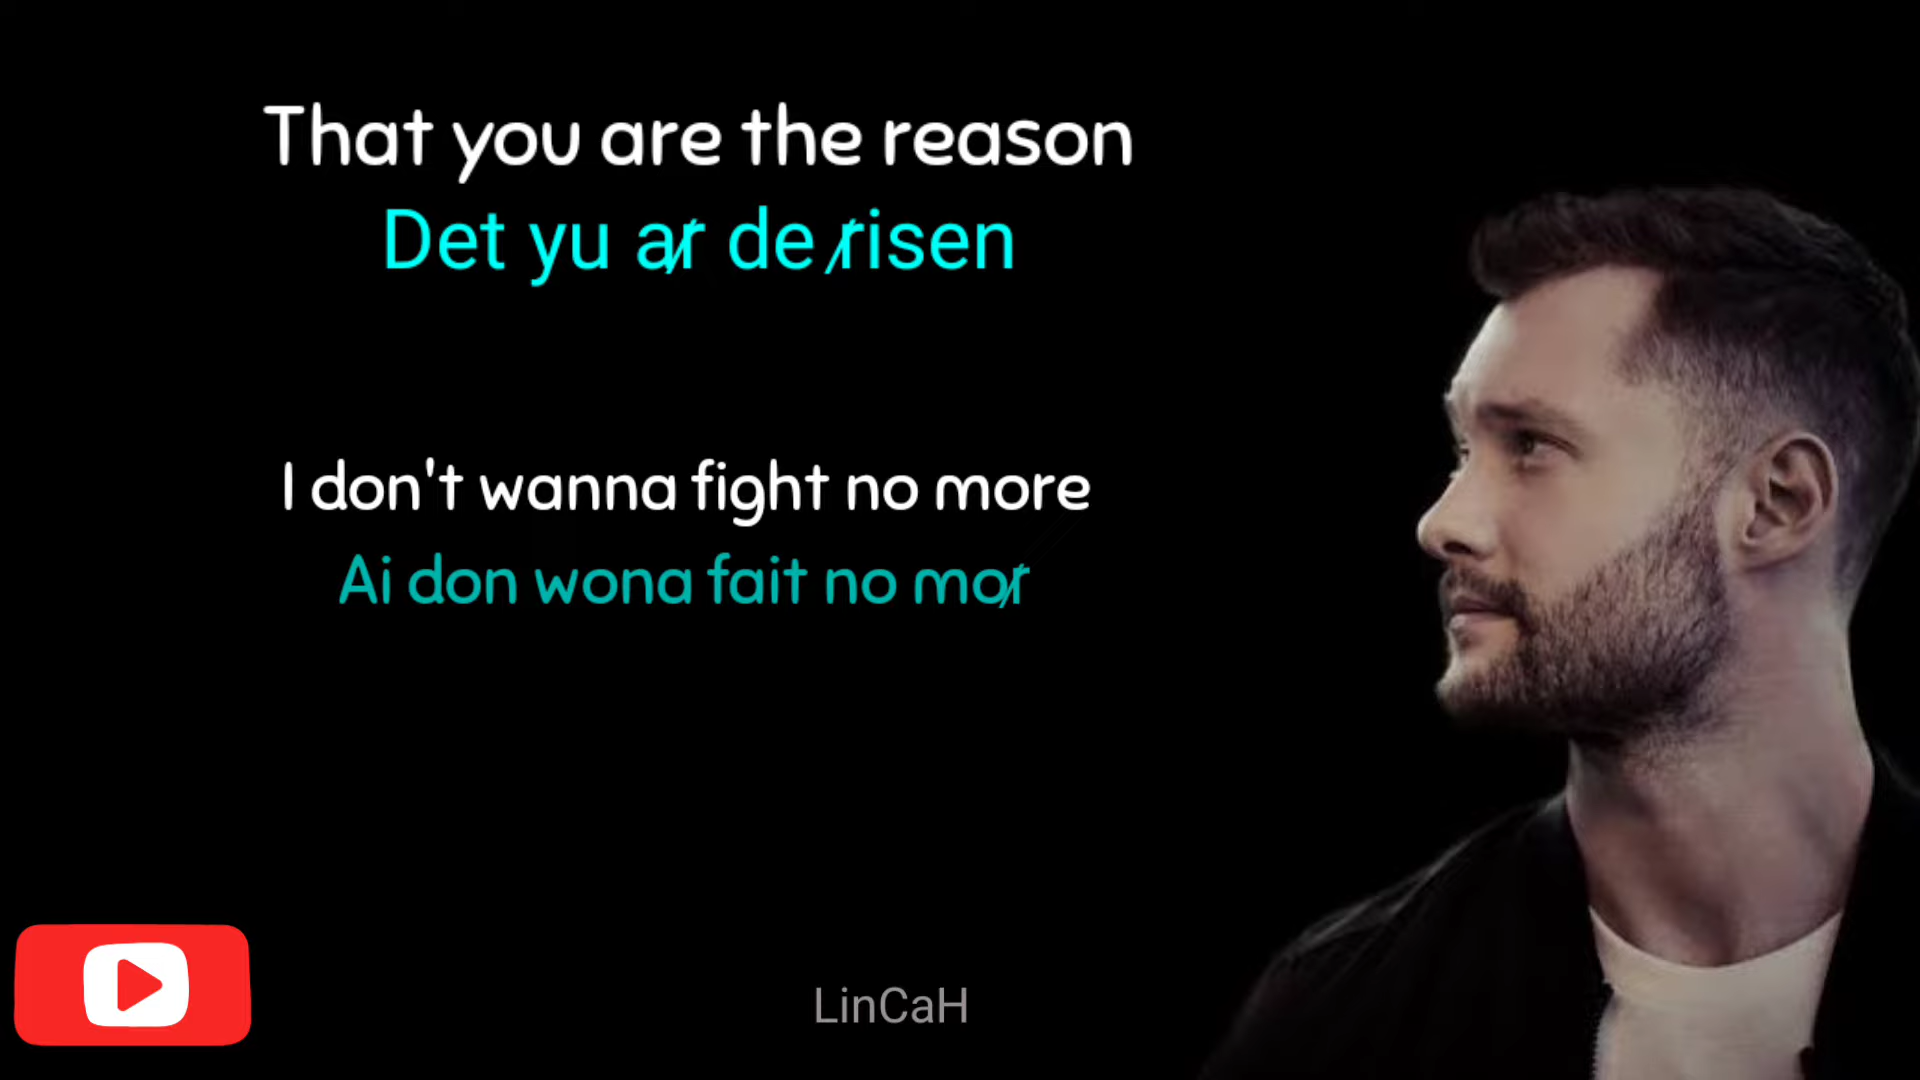 That you are the reason
Det yu ar de risen
I don't wanna fight no more
Ai don wona fait no mor
LinCaH